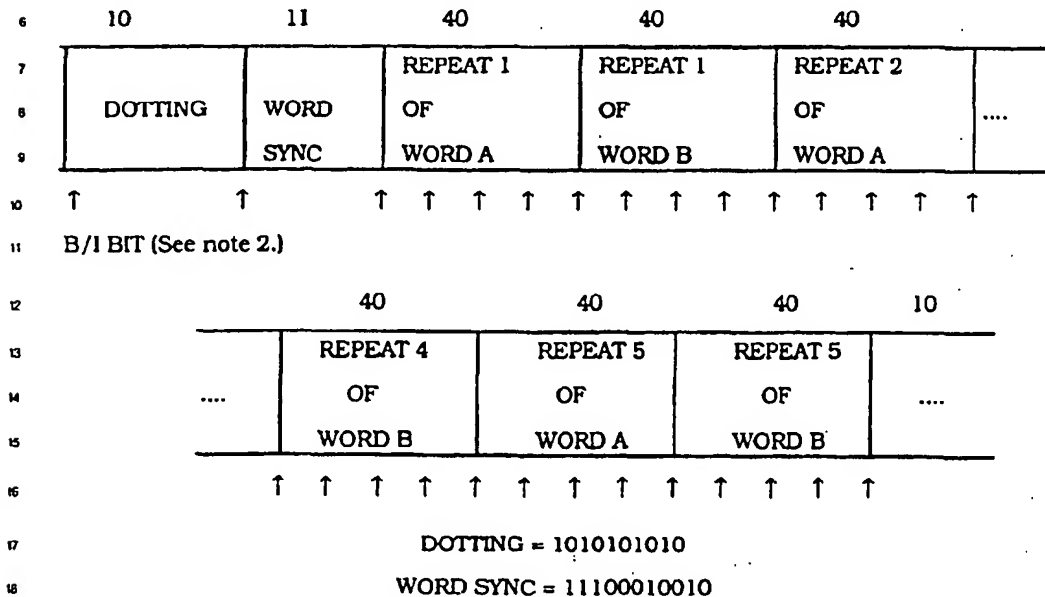 6 10 11 40 40 40
7 REPEAT 1 REPEAT 1 REPEAT 2
8 DOTTING WORD OF OF OF ....
9 SYNC WORD A WORD B WORD A
10 ↑ ↑ ↑ ↑ ↑ ↑ ↑ ↑ ↑ ↑ ↑ ↑ ↑ ↑ ↑
11 B/I BIT (See note 2.)
12 40 40 40 10
13 REPEAT 4 REPEAT 5 REPEAT 5
14 .... OF OF OF ....
15 WORD B WORD A WORD B
16 ↑ ↑ ↑ ↑ ↑ ↑ ↑ ↑ ↑ ↑ ↑ ↑ ↑
17 DOTTING = 1010101010
18 WORD SYNC = 11100010010